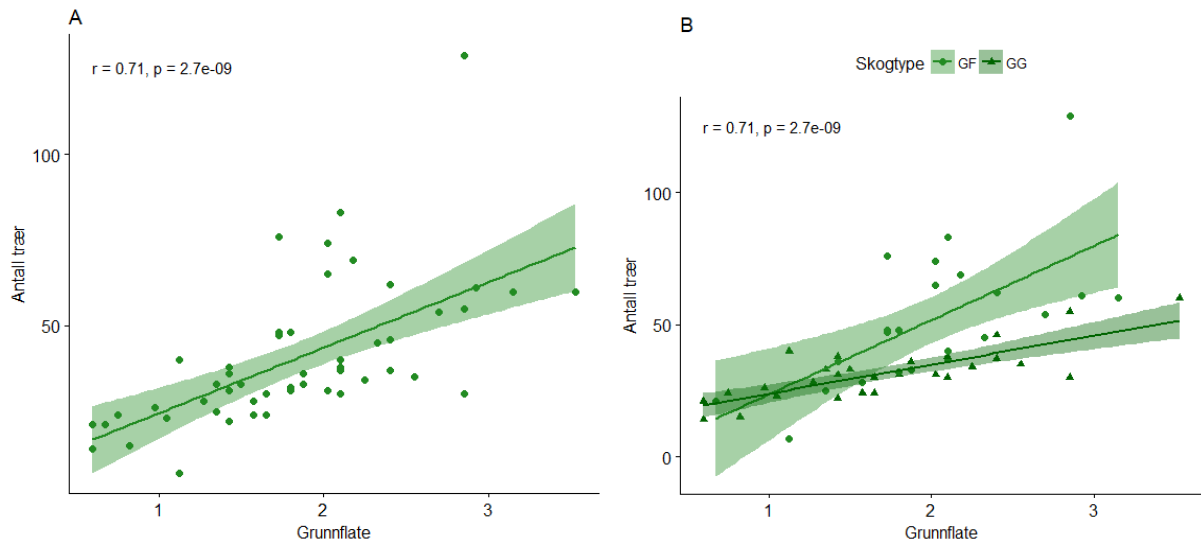 A
r = 0.71, p = 2.7e-09
Antall trær
100
50
1
2
3
Grunnflate
B
Skogtype GF GG
r = 0.71, p = 2.7e-09
Antall trær
100
50
0
1
2
3
Grunnflate